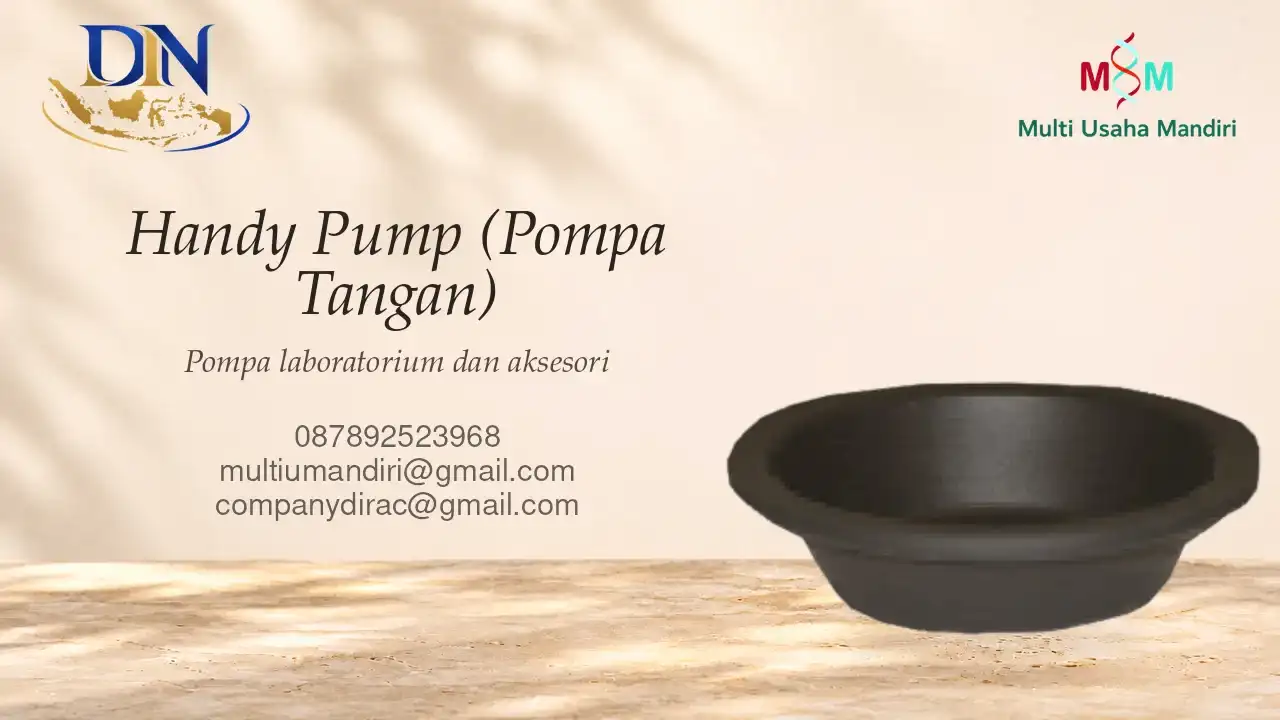 DN
M M
Multi Usaha Mandiri
Handy Pump (Pompa
Tangan)
Pompa laboratorium dan aksesori
087892523968
multiumandiri@gmail.com
companydirac@gmail.com